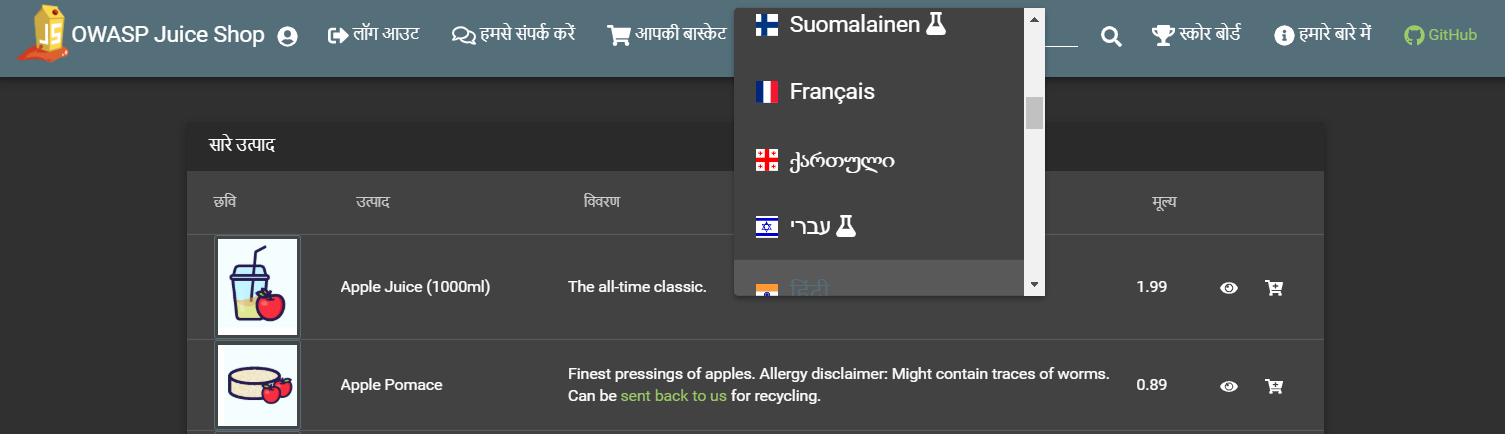 OWASP Juice Shop लॉग आउट हमसे संपर्क करें आपकी बास्केट स्कोर बोर्ड हमारे बारे में GitHub
Suomalainen
Français
ქართული
עברי
हिंदी
सारे उत्पाद
छवि उत्पाद विवरण मूल्य
Apple Juice (1000ml) The all-time classic. 1.99
Apple Pomace Finest pressings of apples. Allergy disclaimer: Might contain traces of worms. 0.89
Can be sent back to us for recycling.